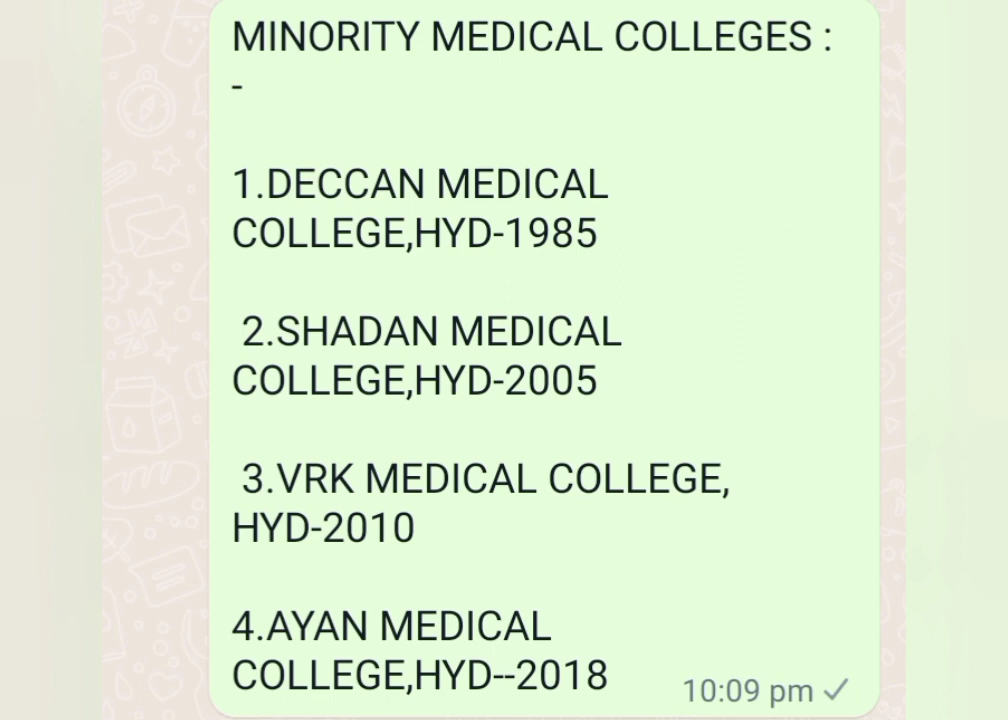 MINORITY MEDICAL COLLEGES :
-
1.DECCAN MEDICAL
COLLEGE,HYD-1985
2.SHADAN MEDICAL
COLLEGE,HYD-2005
3.VRK MEDICAL COLLEGE,
HYD-2010
4.AYAN MEDICAL
COLLEGE,HYD--2018
10:09 pm